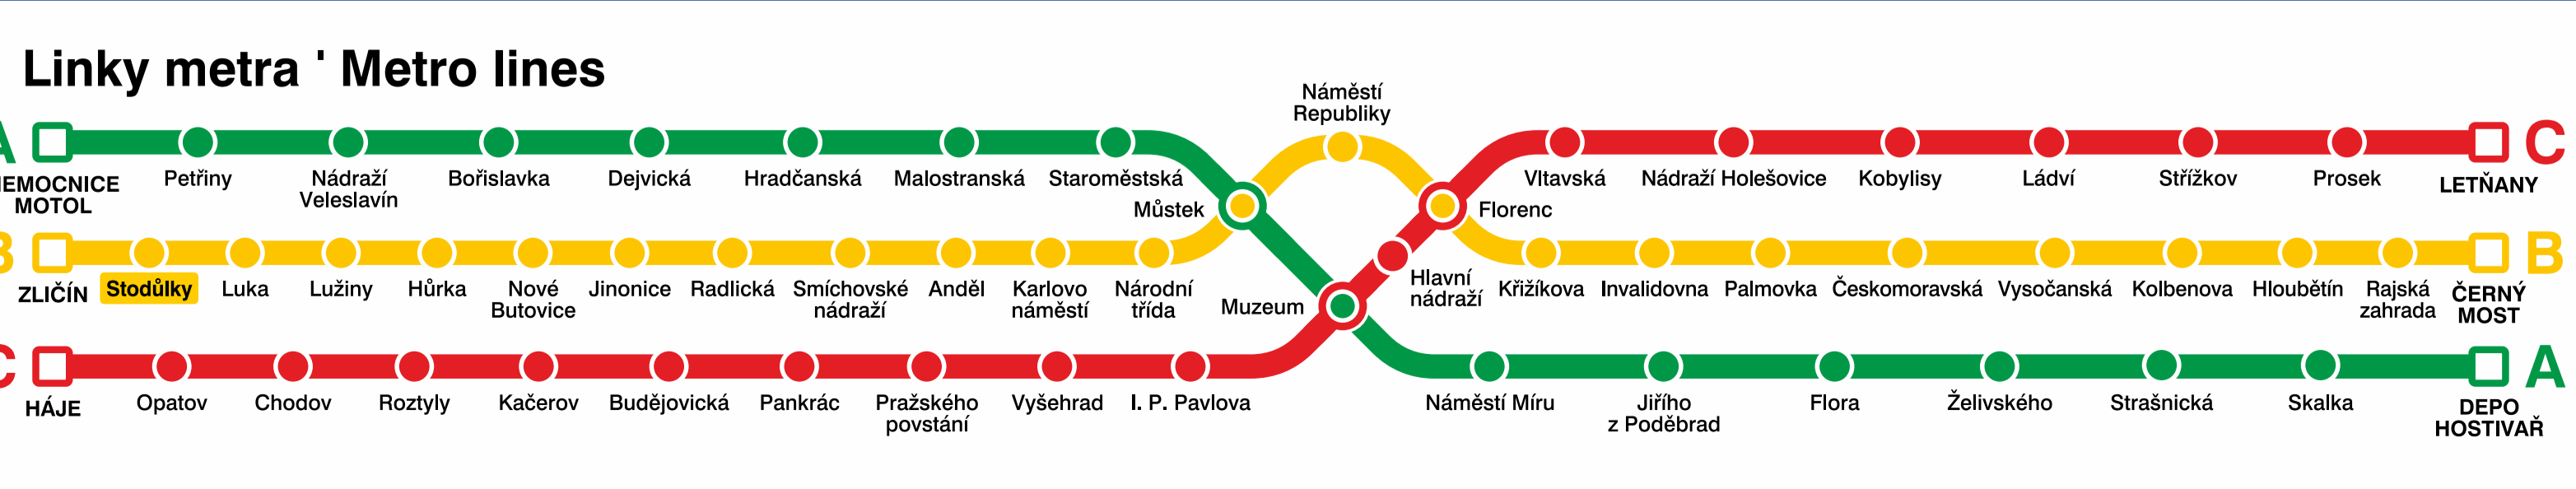 Linky metra ' Metro lines
Náměstí
Republiky
A
C
NEMOCNICE
MOTOL
Petřiny
Nádraží
Veleslavín
Bořislavka
Dejvická
Hradčanská
Malostranská
Staroměstská
Vltavská
Nádraží Holešovice
Kobylisy
Ládví
Střížkov
Prosek
LETŇANY
Můstek
Florenc
B
B
ZLIČÍN
Stodůlky
Luka
Lužiny
Hůrka
Nové
Butovice
Jinonice
Radlická
Smíchovské
nádraží
Anděl
Karlovo
náměstí
Národní
třída
Muzeum
Hlavní
nádraží
Křižíkova
Invalidovna
Palmovka
Českomoravská
Vysočanská
Kolbenova
Hloubětín
Rajská
zahrada
ČERNÝ
MOST
C
A
HÁJE
Opatov
Chodov
Roztyly
Kačerov
Budějovická
Pankrác
Pražského
povstání
Vyšehrad
I. P. Pavlova
Náměstí Míru
Jiřího
z Poděbrad
Flora
Želivského
Strašnická
Skalka
DEPO
HOSTIVAŘ